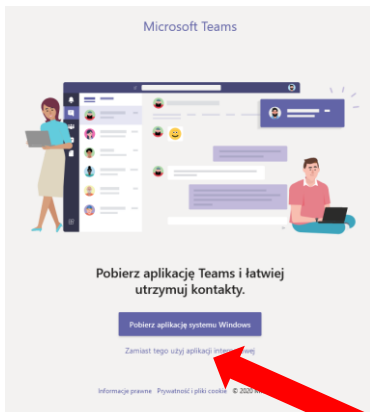 Microsoft Teams
Pobierz aplikację Teams i łatwiej
utrzymuj kontakty.
Pobierz aplikację systemu Windows
Zamiast tego użyj aplikacji internetowej
Informacje prawne Prywatność i pliki cookie © 2020